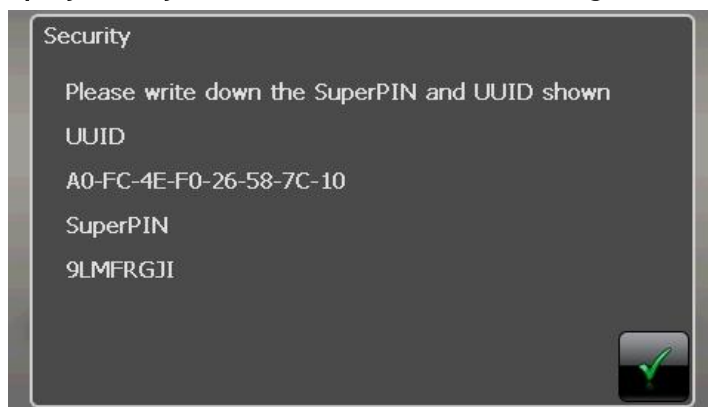 Security
Please write down the SuperPIN and UUID shown
UUID
A0-FC-4E-F0-26-58-7C-10
SuperPIN
9LMFRGJI